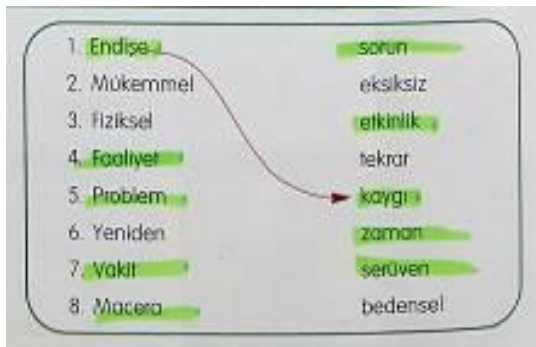 1. Endişe sorun
2. Mükemmel eksiksiz
3. Fiziksel etkinlik
4. Faaliyet tekrar
5. Problem kaygı
6. Yeniden zaman
7. Vakit serüven
8. Macera bedensel